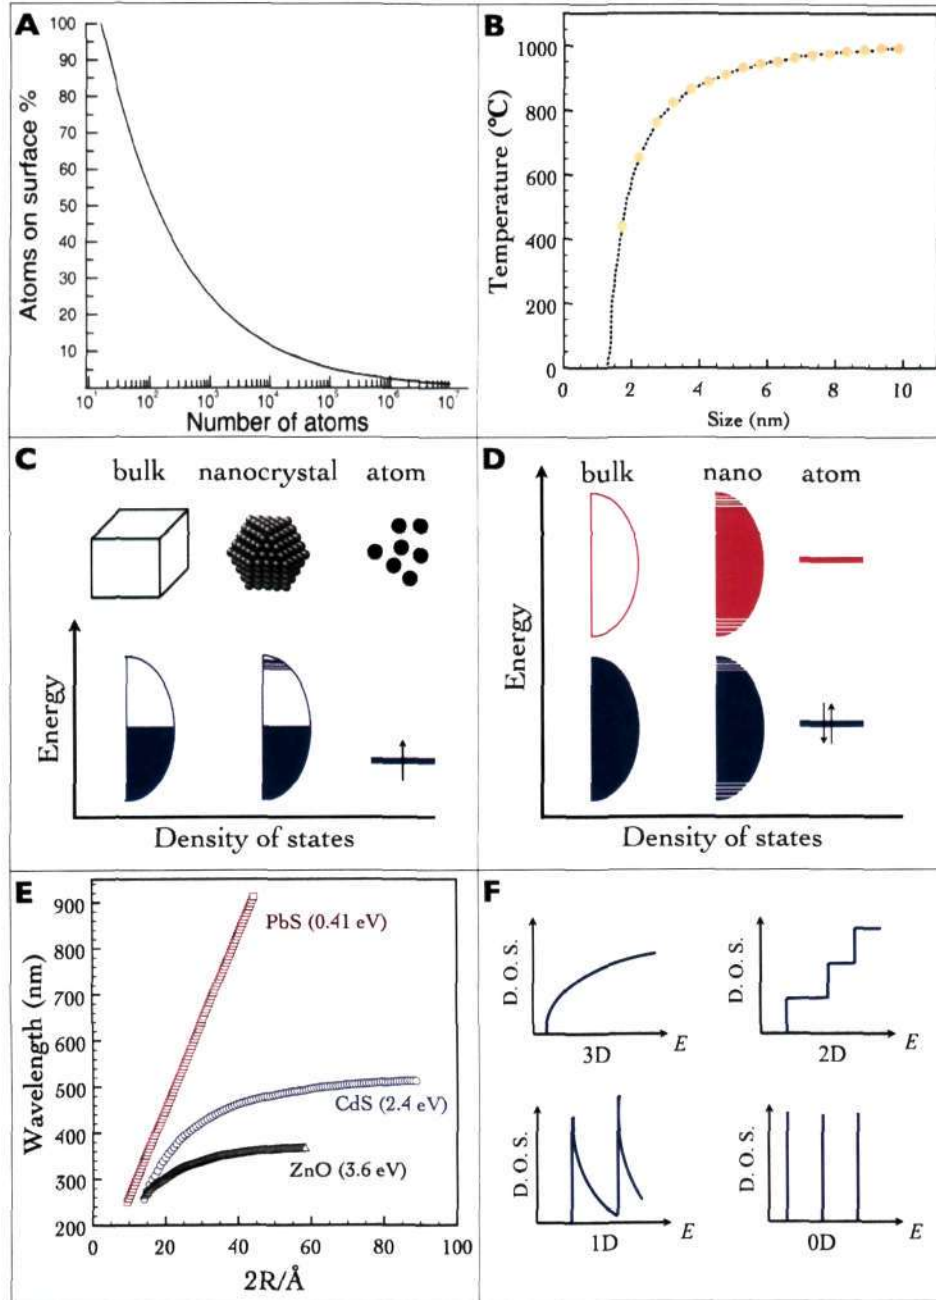 A
100
90
80
70
60
50
40
30
20
10
Atoms on surface %
10¹ 10² 10³ 10⁴ 10⁵ 10⁶ 10⁷
Number of atoms
B
1000
800
600
400
200
0
Temperature (°C)
0 2 4 6 8 10
Size (nm)
C
bulk nanocrystal atom
Energy
Density of states
D
bulk nano atom
Energy
Density of states
E
900
800
700
600
500
400
300
200
Wavelength (nm)
PbS (0.41 eV)
CdS (2.4 eV)
ZnO (3.6 eV)
0 20 40 60 80 100
2R/Å
F
D. O. S.
E
3D
D. O. S.
E
2D
D. O. S.
E
1D
D. O. S.
E
0D